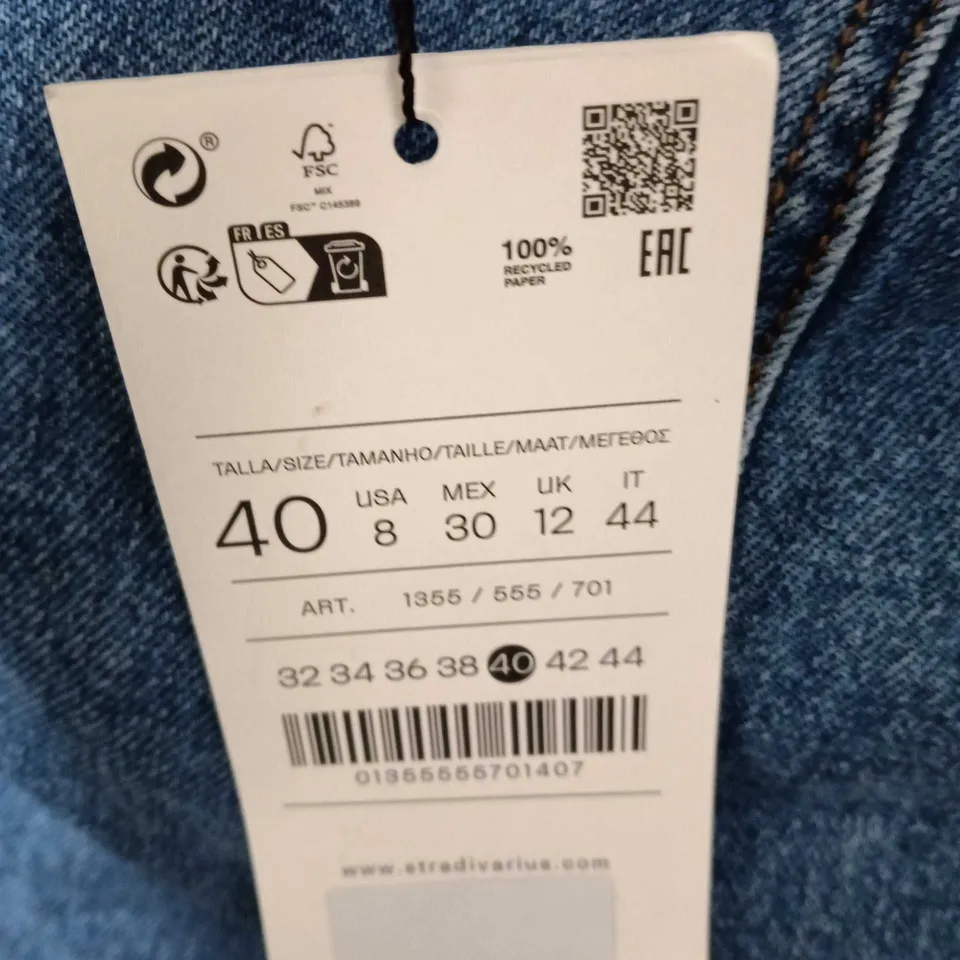 ®
FSC
MIX
FSC™ C145389
FR ES
100%
RECYCLED
PAPER
EAC
TALLA/SIZE/TAMANHO/TAILLE/MAAT/ΜΕΓΕΘΟΣ
40 USA 8 MEX 30 UK 12 IT 44
ART. 1355 / 555 / 701
32 34 36 38 40 42 44
01355555701407
www.stradivarius.com